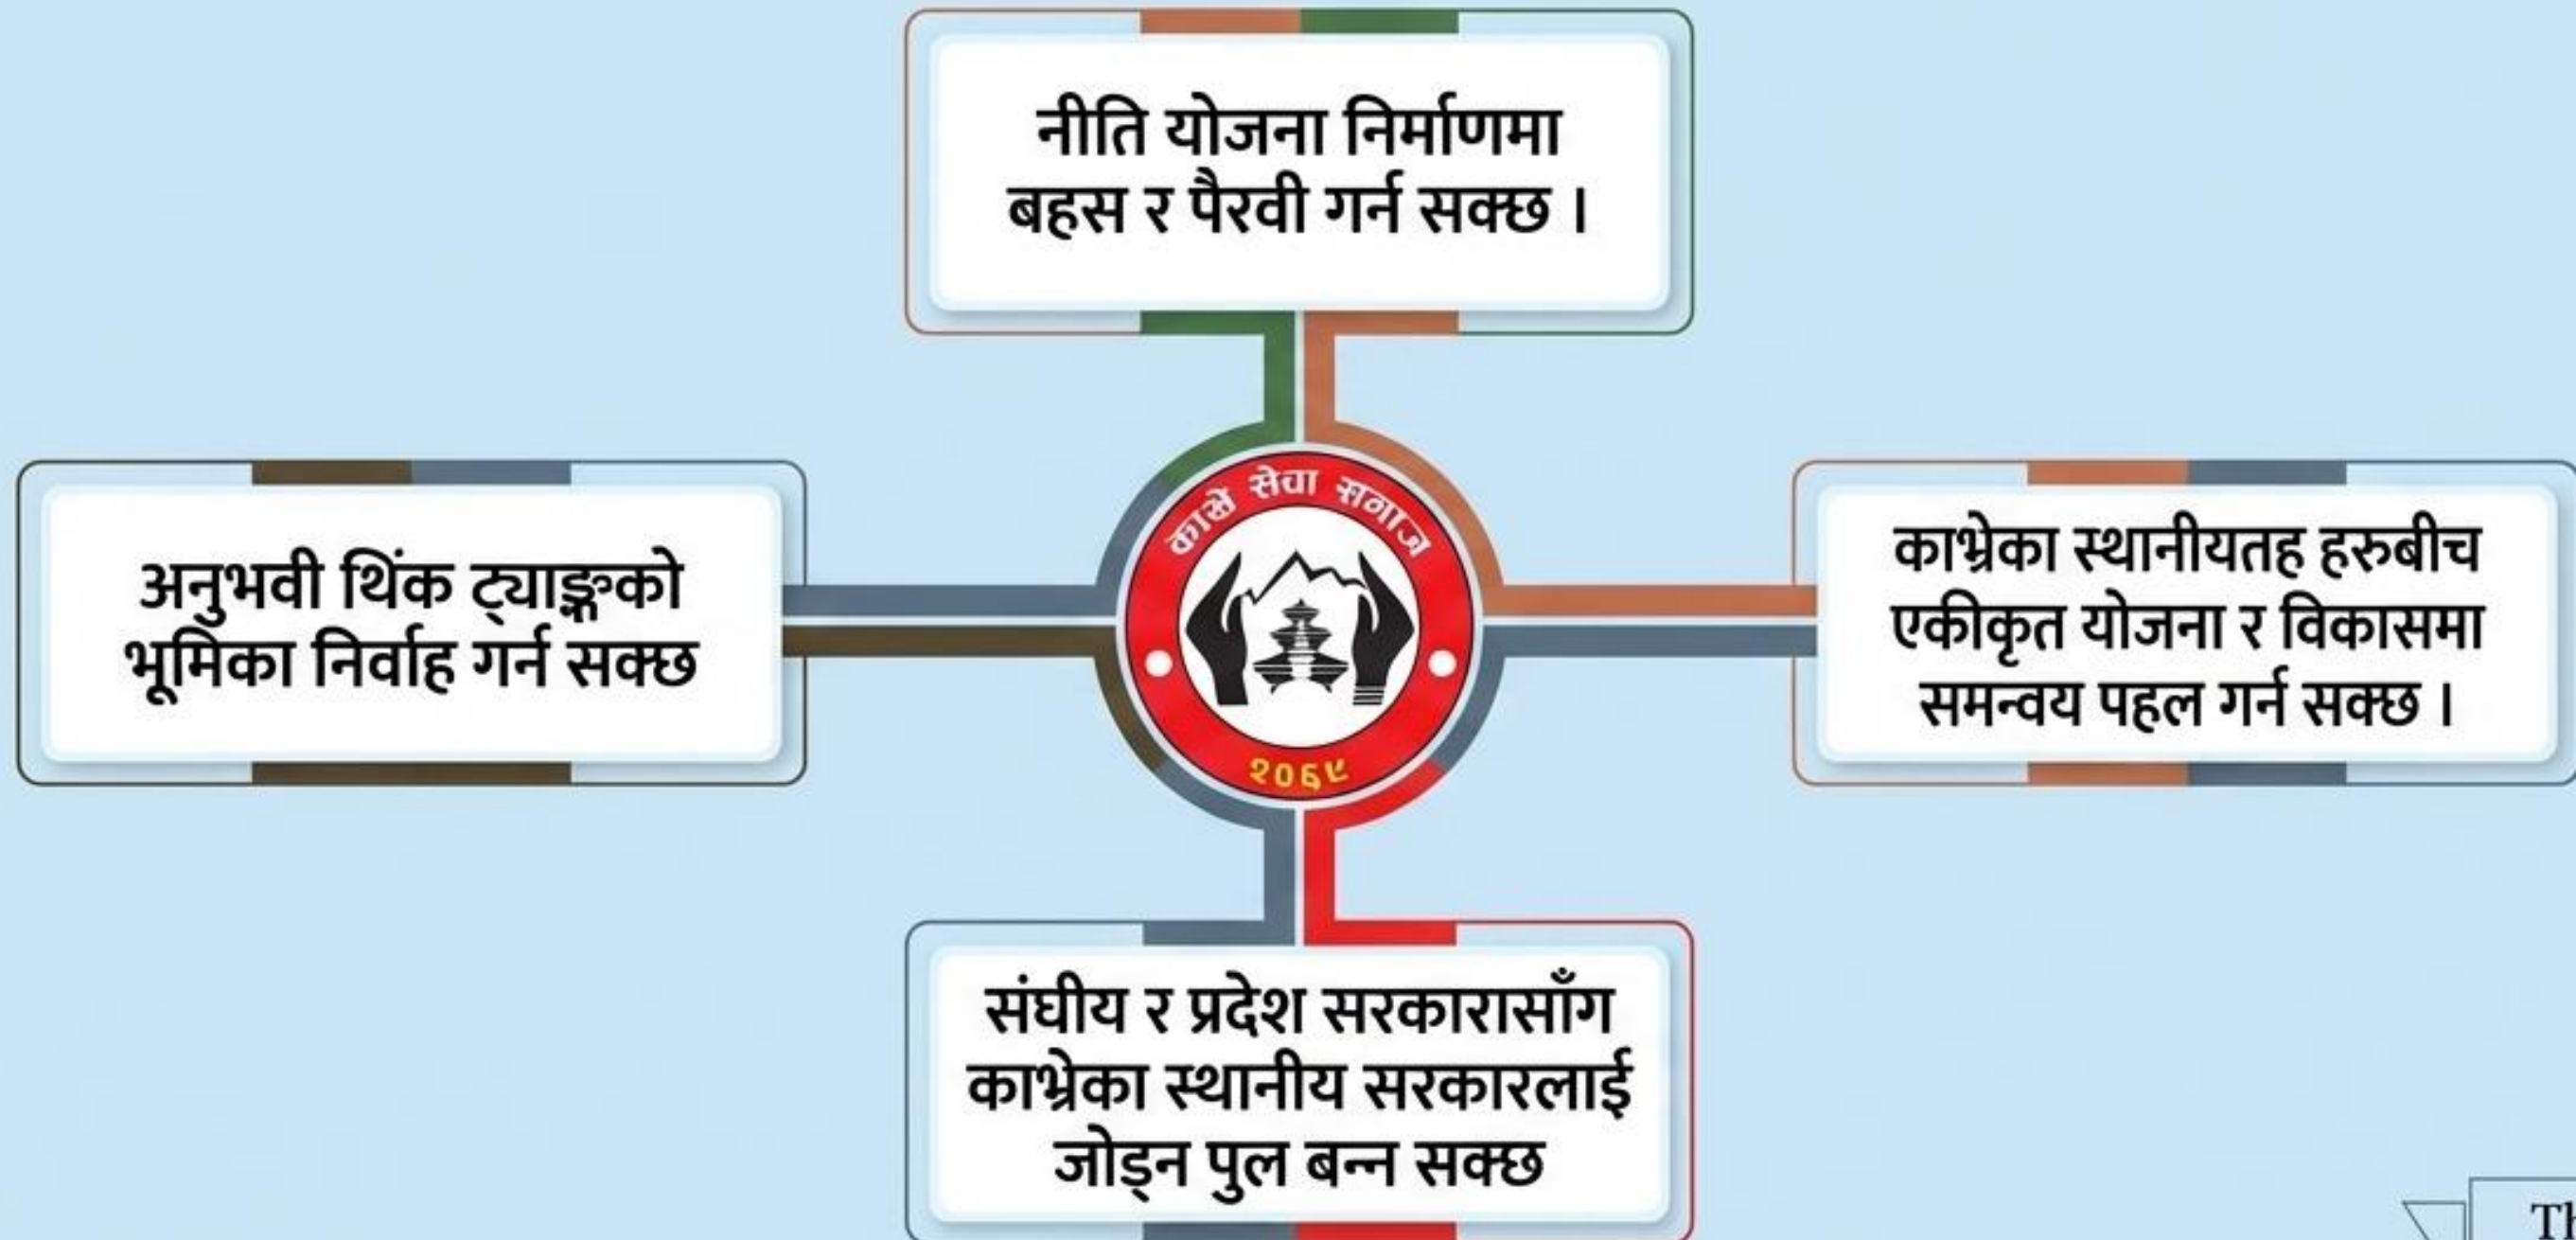 नीति योजना निर्माणमा
बहस र पैरवी गर्न सक्छ ।
अनुभवी थिंक ट्याङ्कको
भूमिका निर्वाह गर्न सक्छ
काभ्रे सेवा समाज
२०६९
काभ्रेका स्थानीयतह हरुबीच
एकीकृत योजना र विकासमा
समन्वय पहल गर्न सक्छ ।
संघीय र प्रदेश सरकारासाँग
काभ्रेका स्थानीय सरकारलाई
जोड्न पुल बन्न सक्छ